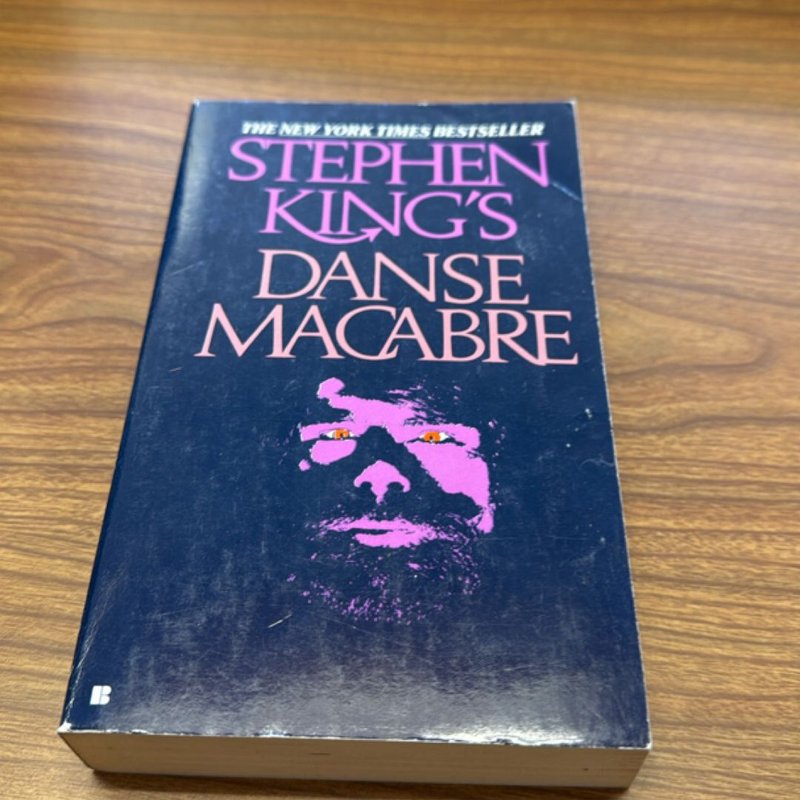 THE NEW YORK TIMES BESTSELLER
STEPHEN
KING'S
DANSE
MACABRE
B